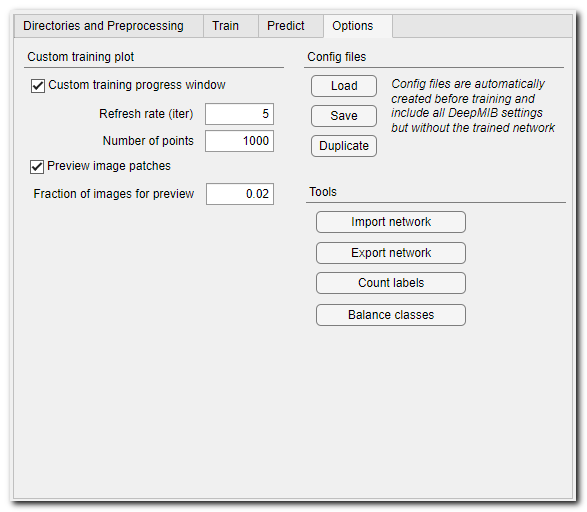 Directories and Preprocessing
Train
Predict
Options
Custom training plot
Custom training progress window
Refresh rate (iter)
5
Number of points
1000
Preview image patches
Fraction of images for preview
0.02
Config files
Load
Save
Duplicate
Config files are automatically
created before training and
include all DeepMIB settings
but without the trained network
Tools
Import network
Export network
Count labels
Balance classes